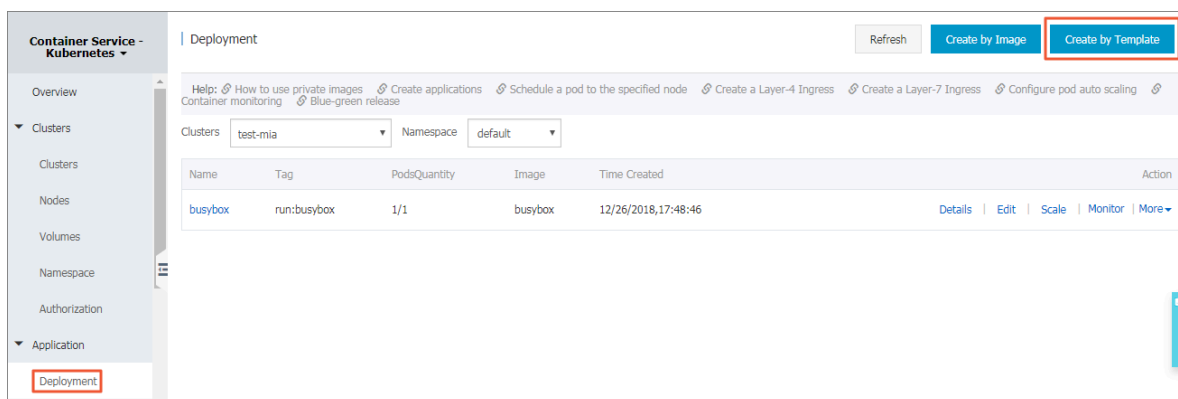 Container Service -
Kubernetes
Deployment
Refresh
Create by Image
Create by Template
Help: How to use private images Create applications Schedule a pod to the specified node Create a Layer-4 Ingress Create a Layer-7 Ingress Configure pod auto scaling
Container monitoring Blue-green release
Overview
Clusters
Clusters
Nodes
Volumes
Namespace
Authorization
Application
Deployment
Clusters test-mia Namespace default
Name Tag PodsQuantity Image Time Created Action
busybox run:busybox 1/1 busybox 12/26/2018,17:48:46 Details | Edit | Scale | Monitor | More